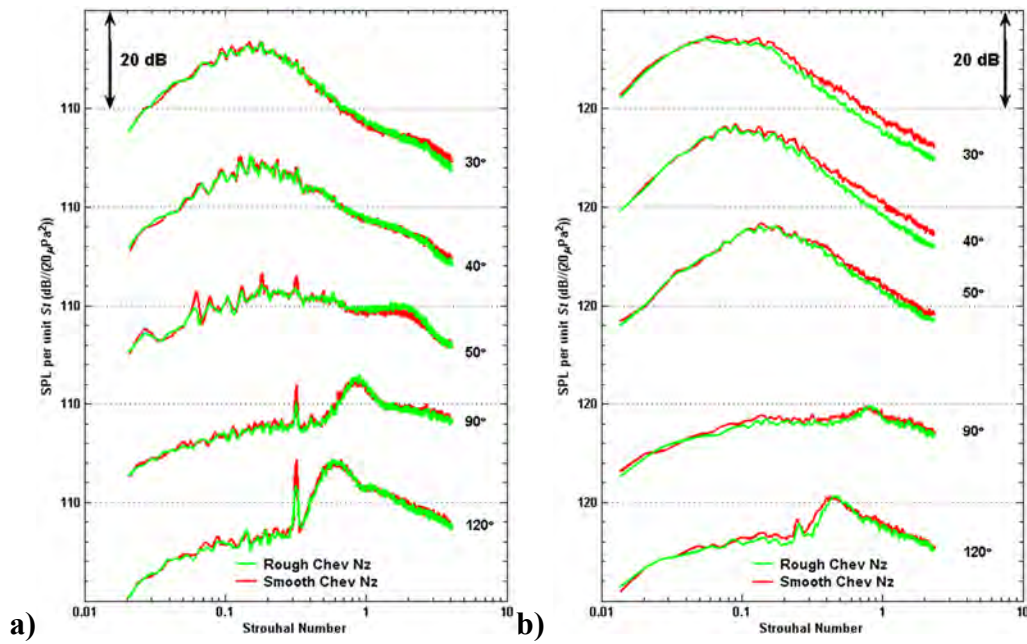 20 dB
110
30°
110
40°
110
50°
110
90°
110
120°
Rough Chev Nz
Smooth Chev Nz
0.01 0.1 1 10
Strouhal Number
SPL per unit St (dB//(20µPa²))
a)
20 dB
120
30°
120
40°
120
50°
120
90°
120
120°
Rough Chev Nz
Smooth Chev Nz
0.01 0.1 1 10
Strouhal Number
SPL per unit St (dB//(20µPa²))
b)